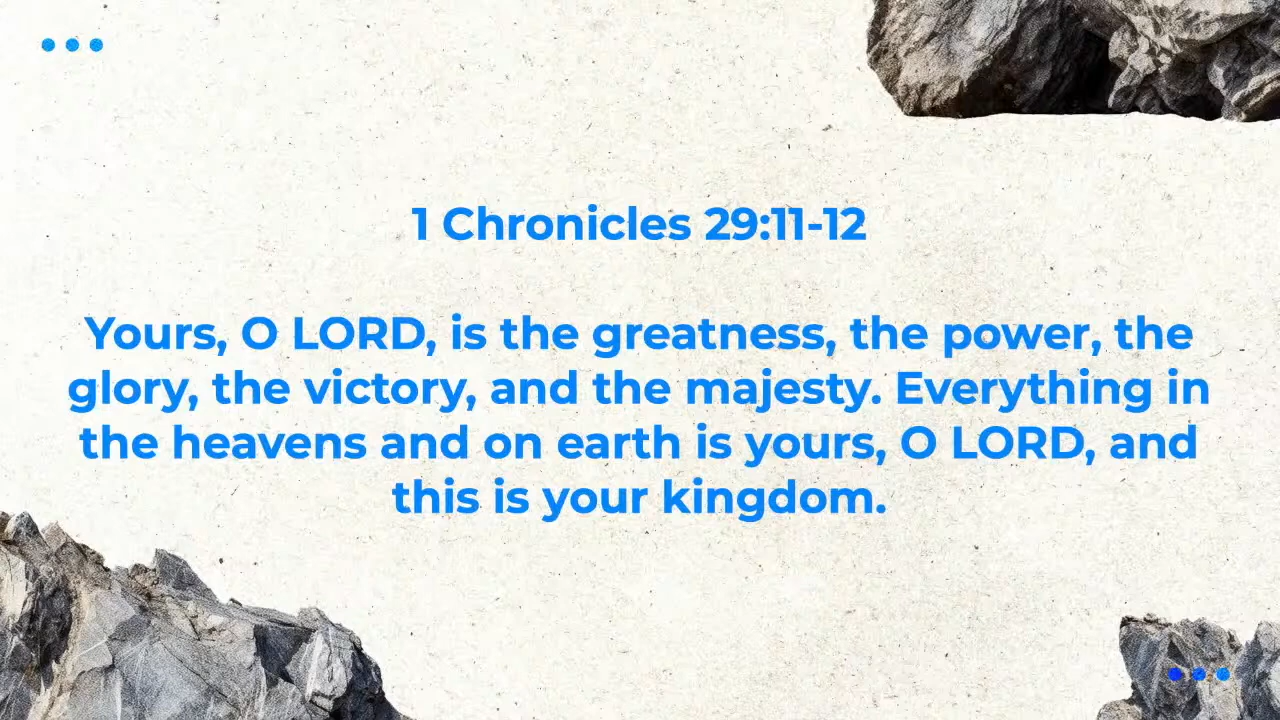 1 Chronicles 29:11-12
Yours, O LORD, is the greatness, the power, the
glory, the victory, and the majesty. Everything in
the heavens and on earth is yours, O LORD, and
this is your kingdom.